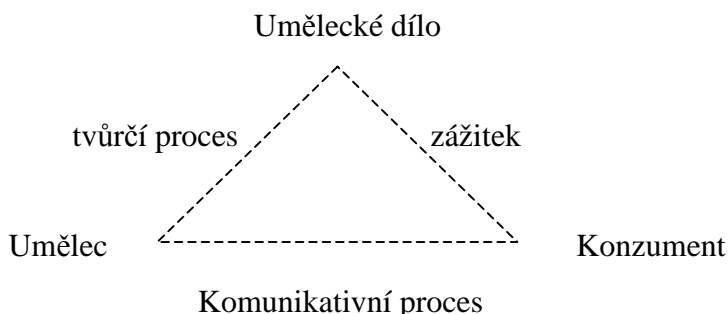 Umělecké dílo
tvůrčí proces zážitek
Umělec Konzument
Komunikativní proces